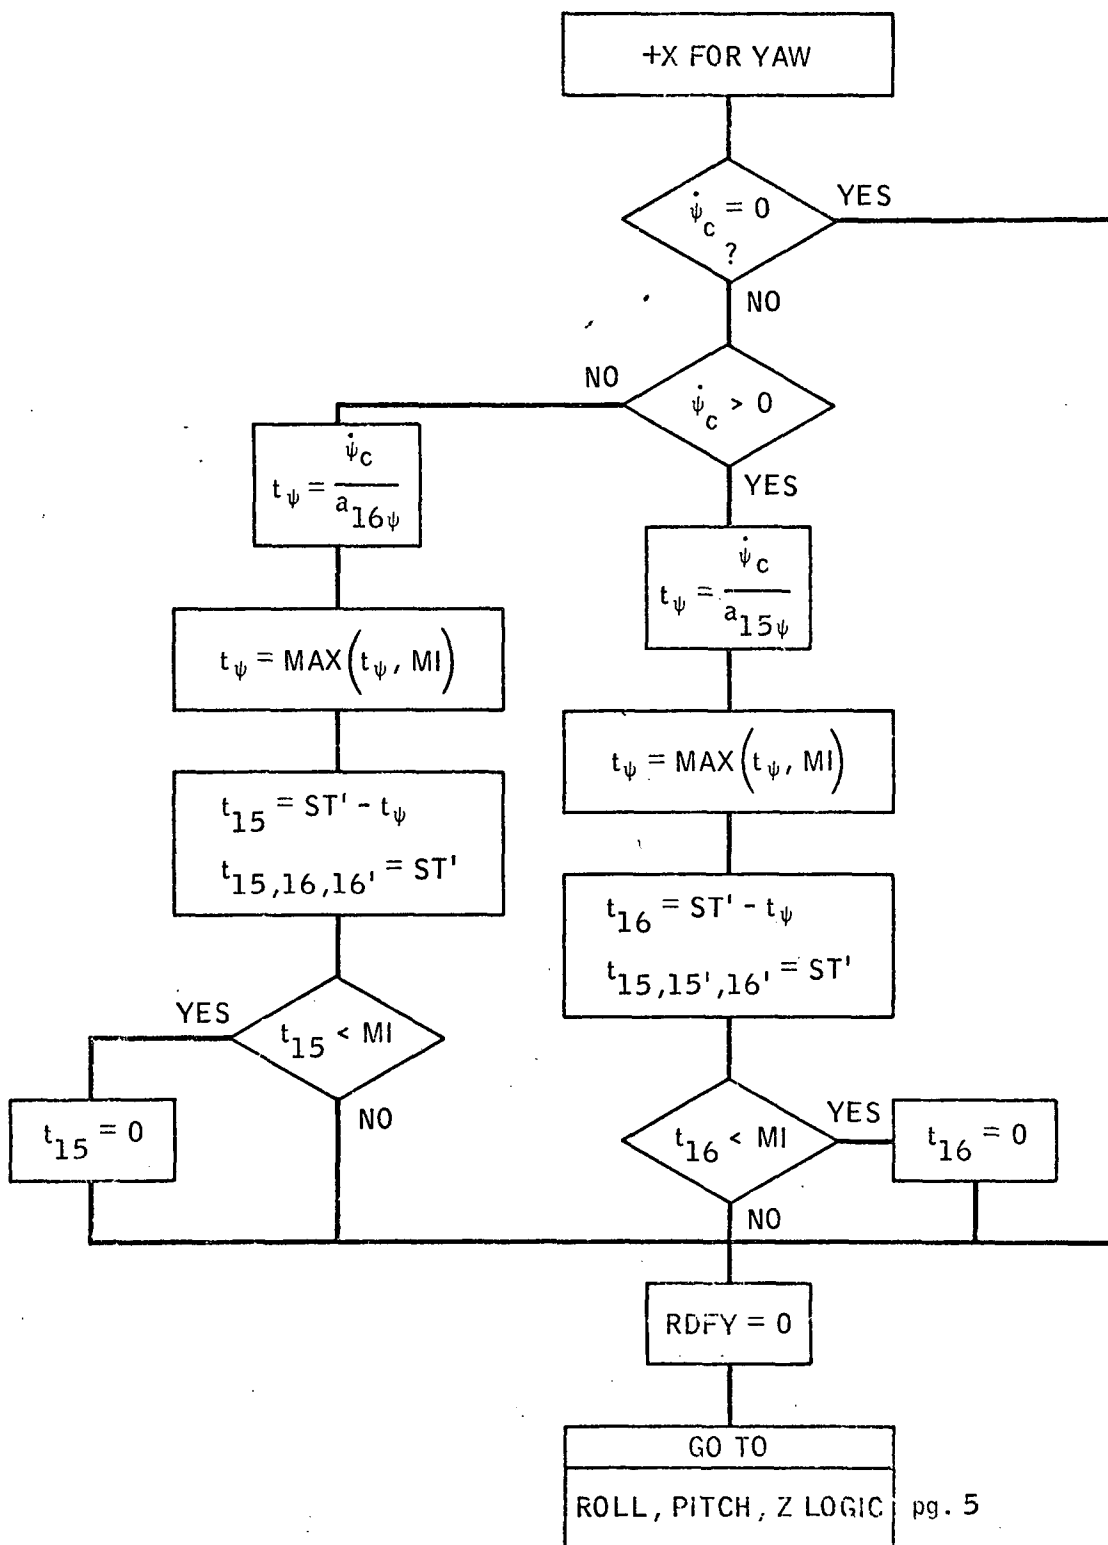 +X FOR YAW
ψ̇c = 0
?
YES
NO
ψ̇c > 0
NO
YES
tψ = ψ̇c / a16ψ
tψ = MAX(tψ, MI)
t15 = ST' - tψ
t15,16,16' = ST'
t15 < MI
YES
NO
t15 = 0
tψ = ψ̇c / a15ψ
tψ = MAX(tψ, MI)
t16 = ST' - tψ
t15,15',16' = ST'
t16 < MI
YES
NO
t16 = 0
RDFY = 0
GO TO
ROLL, PITCH, Z LOGIC pg. 5